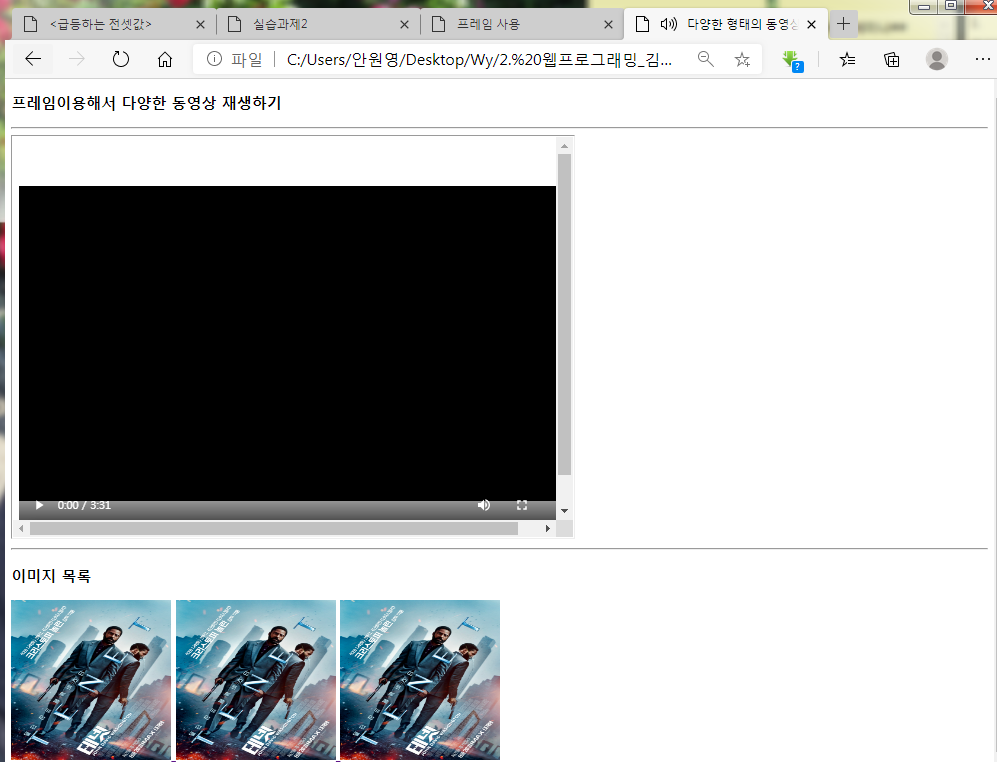 <급등하는 전셋값>
실습과제2
프레임 사용
다양한 형태의 동영상
파일
C:/Users/안원영/Desktop/Wy/2.%20웹프로그래밍_김...
프레임이용해서 다양한 동영상 재생하기
0:00 / 3:31
이미지 목록
TENET
테넷
TENET
테넷
TENET
테넷